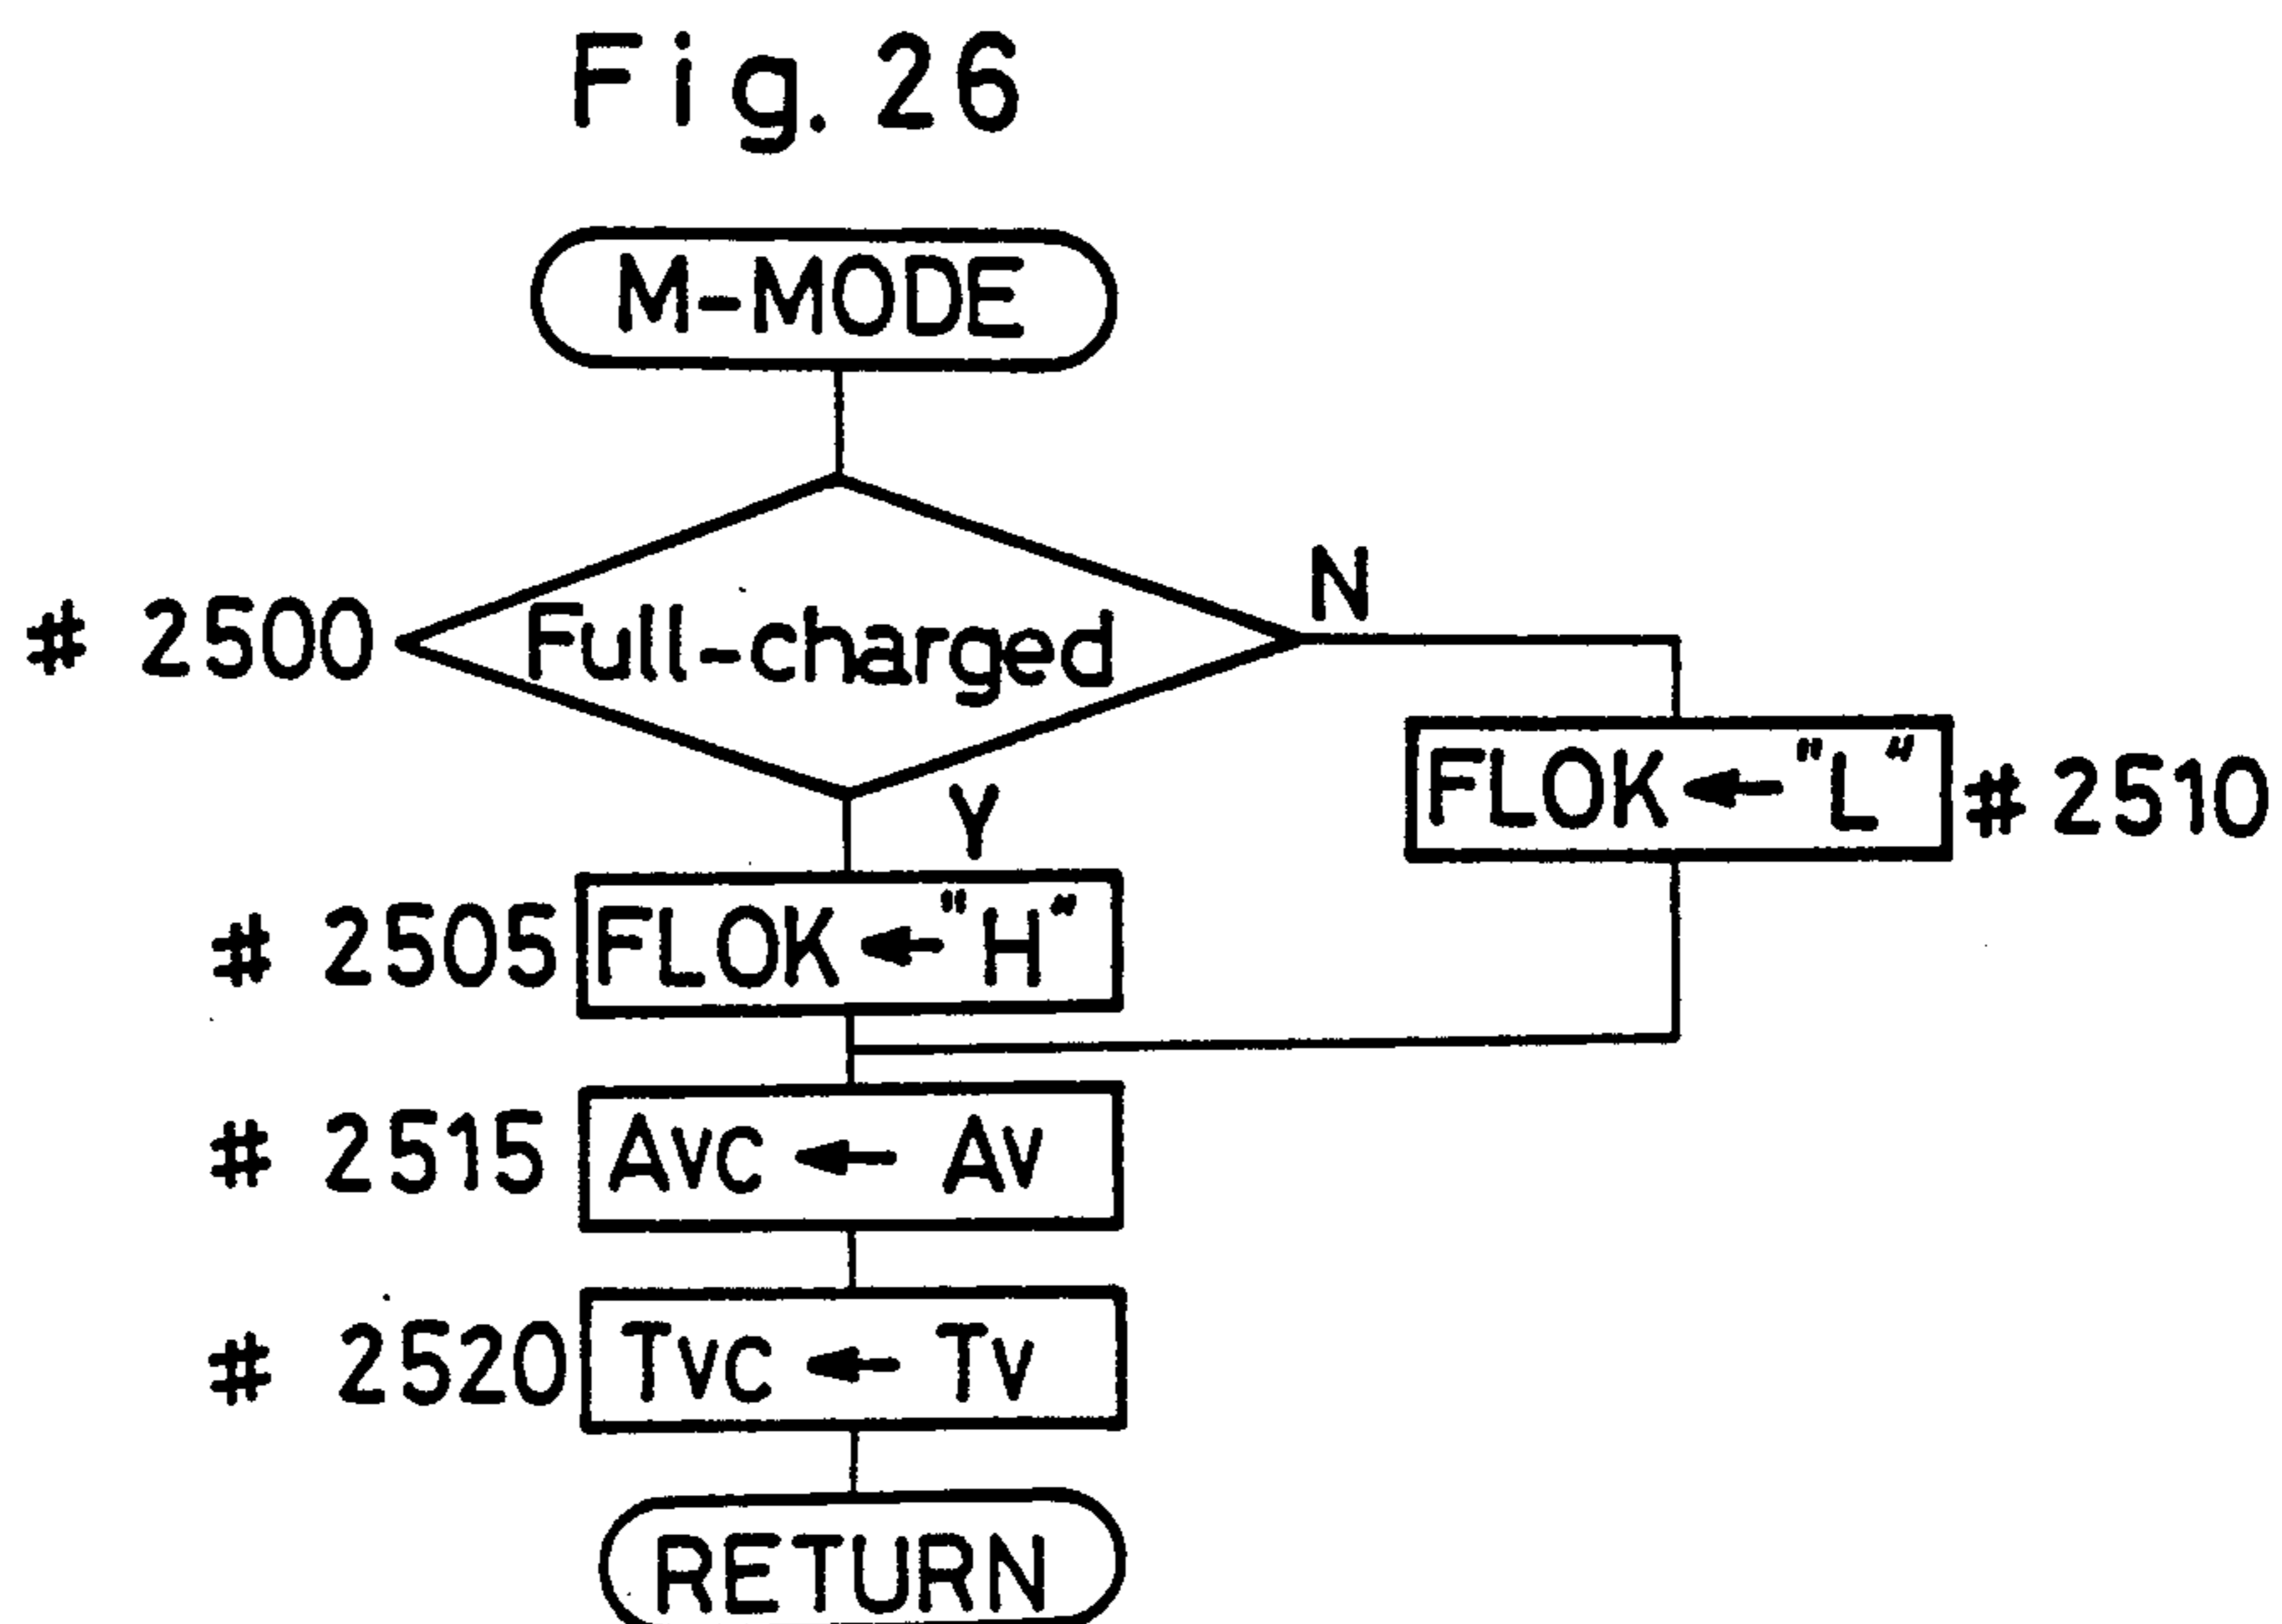 Fig. 26
M-MODE
# 2500
Full-charged
N
FLOK ← "L"
# 2510
Y
# 2505
FLOK ← "H"
# 2515
AVC ← AV
# 2520
TVC ← TV
RETURN